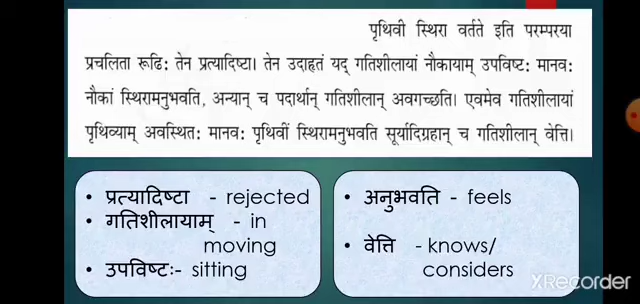 पृथिवी स्थिरा वर्तते इति परम्परया
प्रचलिता रूढिः तेन प्रत्यादिष्टा। तेन उदाहृतं यद् गतिशीलायां नौकायाम् उपविष्टः मानवः
नौकां स्थिरामनुभवति, अन्यान् च पदार्थान् गतिशीलान् अवगच्छति। एवमेव गतिशीलायां
पृथिव्याम् अवस्थितः मानवः पृथिवीं स्थिरामनुभवति सूर्यादिग्रहान् च गतिशीलान् वेत्ति।
• प्रत्यादिष्टा - rejected
• गतिशीलायाम् - in
moving
• उपविष्टः- sitting
• अनुभवति - feels
• वेत्ति - knows/
considers
XRecorder